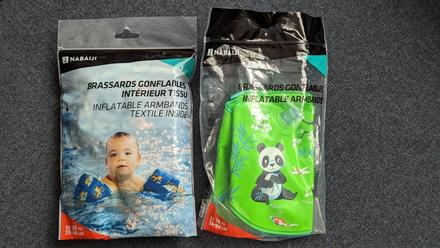 NABAIJI
BRASSARDS GONFLABLES
INTÉRIEUR TISSU
INFLATABLE ARMBANDS
TEXTILE INSIDE
NABAIJI
BRASSARDS GONFLABLES
INFLATABLE ARMBANDS